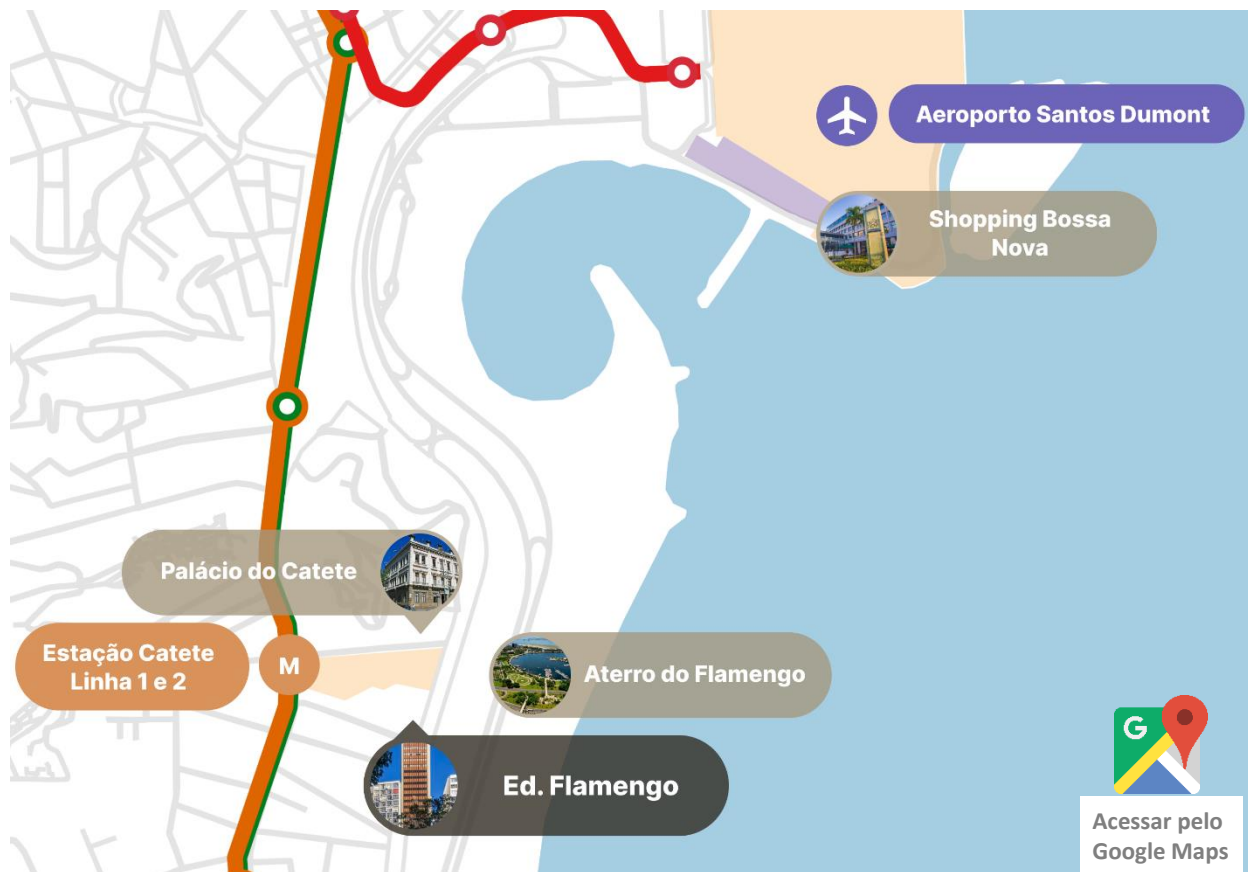 Aeroporto Santos Dumont
Shopping Bossa
Nova
Palácio do Catete
Estação Catete
Linha 1 e 2
M
Aterro do Flamengo
Ed. Flamengo
G
Acessar pelo
Google Maps